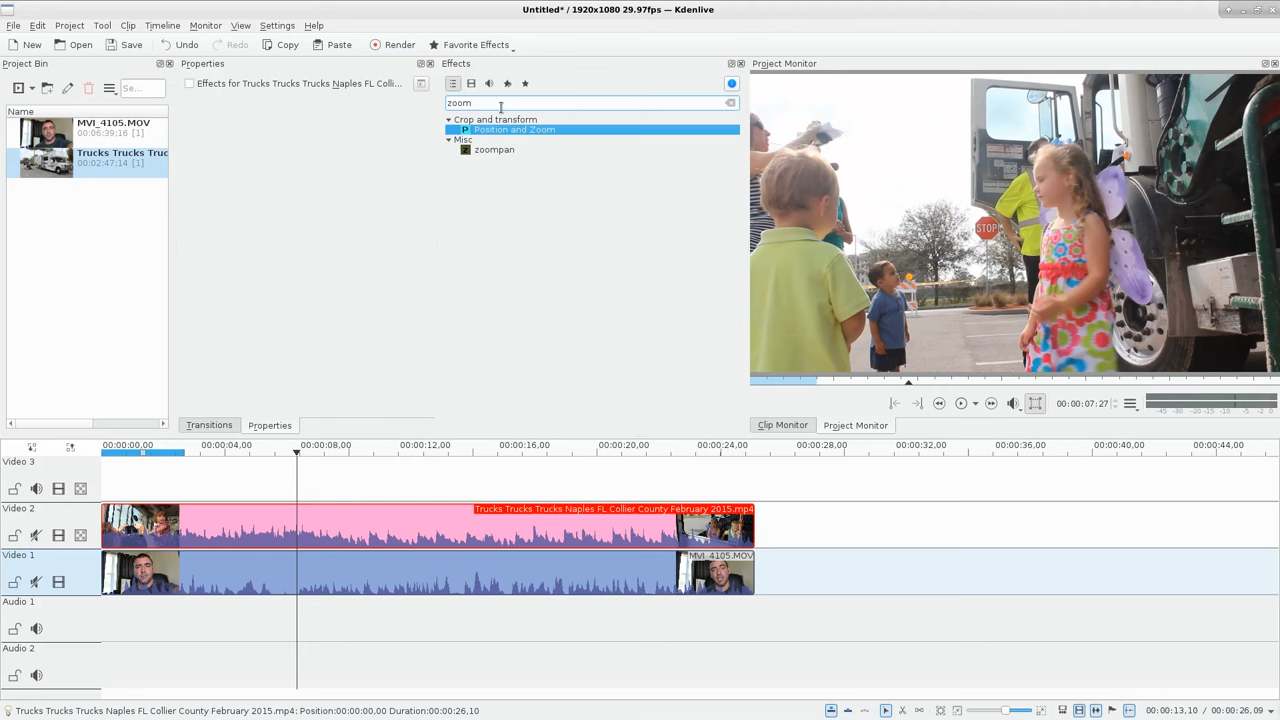 Untitled* / 1920x1080 29.97fps — Kdenlive
File Edit Project Tool Clip Timeline Monitor View Settings Help
New Open Save Undo Redo Copy Paste Render Favorite Effects
Project Bin Properties Effects Project Monitor
Se...
Effects for Trucks Trucks Trucks Naples FL Colli...
zoom
Name
Crop and transform
MVI_4105.MOV
P Position and Zoom
00:06:39;16 [1]
Misc
Trucks Trucks Truc
zoompan
00:02:47;14 [1]
STOP
00:00:07;27
-45 -30 -20 -15 -10 -5 -2 0
Transitions Properties Clip Monitor Project Monitor
00:00:00,00 00:00:04,00 00:00:08,00 00:00:12,00 00:00:16,00 00:00:20,00 00:00:24,00 00:00:28,00 00:00:32,00 00:00:36,00 00:00:40,00 00:00:44,00
Video 3
Video 2
Trucks Trucks Trucks Naples FL Collier County February 2015.mp4
Video 1
MVI_4105.MOV
Audio 1
Audio 2
Trucks Trucks Trucks Naples FL Collier County February 2015.mp4: Position:00:00:00,00 Duration:00:00:26,10
00:00:13,10 / 00:00:26,09